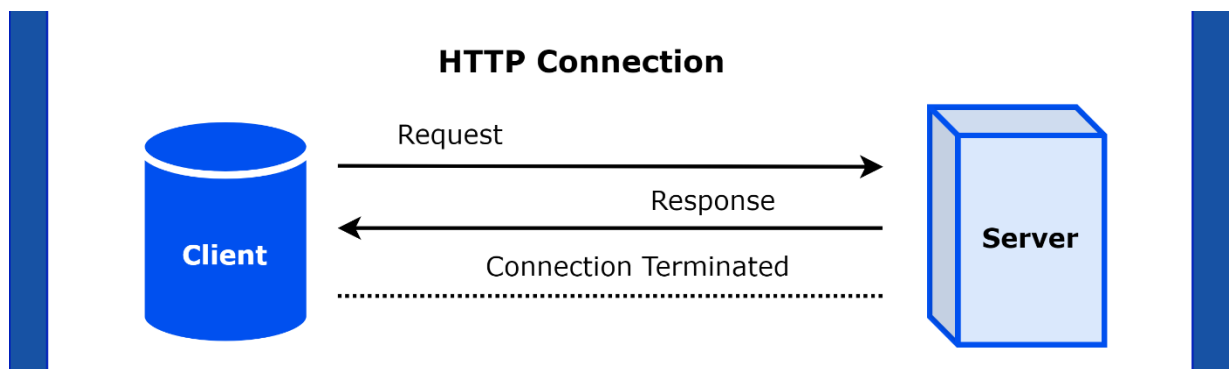 HTTP Connection
Request
Response
Client
Server
Connection Terminated